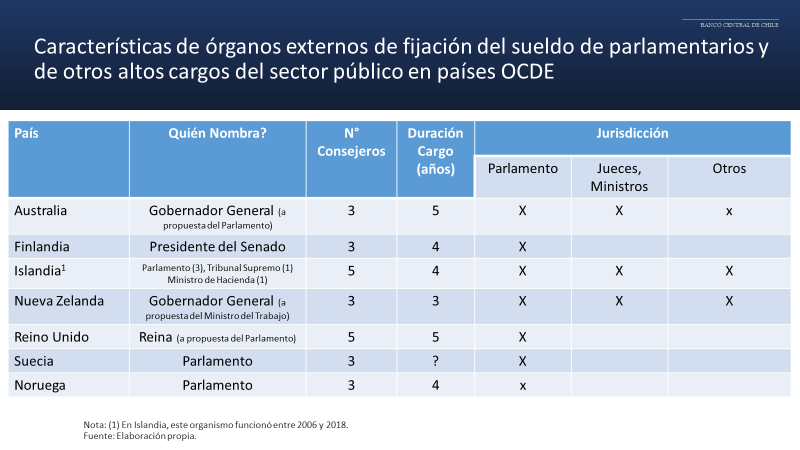 BANCO CENTRAL DE CHILE
Características de órganos externos de fijación del sueldo de parlamentarios y
de otros altos cargos del sector público en países OCDE
País Quién Nombra? N° Consejeros Duración Cargo (años) Jurisdicción
Parlamento Jueces, Ministros Otros
Australia Gobernador General (a propuesta del Parlamento) 3 5 X X x
Finlandia Presidente del Senado 3 4 X
Islandia1 Parlamento (3), Tribunal Supremo (1) Ministro de Hacienda (1) 5 4 X X X
Nueva Zelanda Gobernador General (a propuesta del Ministro del Trabajo) 3 3 X X X
Reino Unido Reina (a propuesta del Parlamento) 5 5 X
Suecia Parlamento 3 ? X
Noruega Parlamento 3 4 x
Nota: (1) En Islandia, este organismo funcionó entre 2006 y 2018.
Fuente: Elaboración propia.